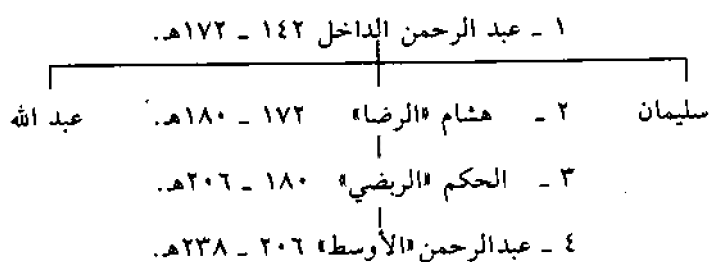 ١ ـ عبد الرحمن الداخل ١٤٢ ـ ١٧٢هـ.
سليمان ٢ ـ هشام «الرضا» ١٧٢ ـ ١٨٠هـ. عبد الله
٣ ـ الحكم «الربضي» ١٨٠ ـ ٢٠٦هـ.
٤ ـ عبدالرحمن «الأوسط» ٢٠٦ ـ ٢٣٨هـ.